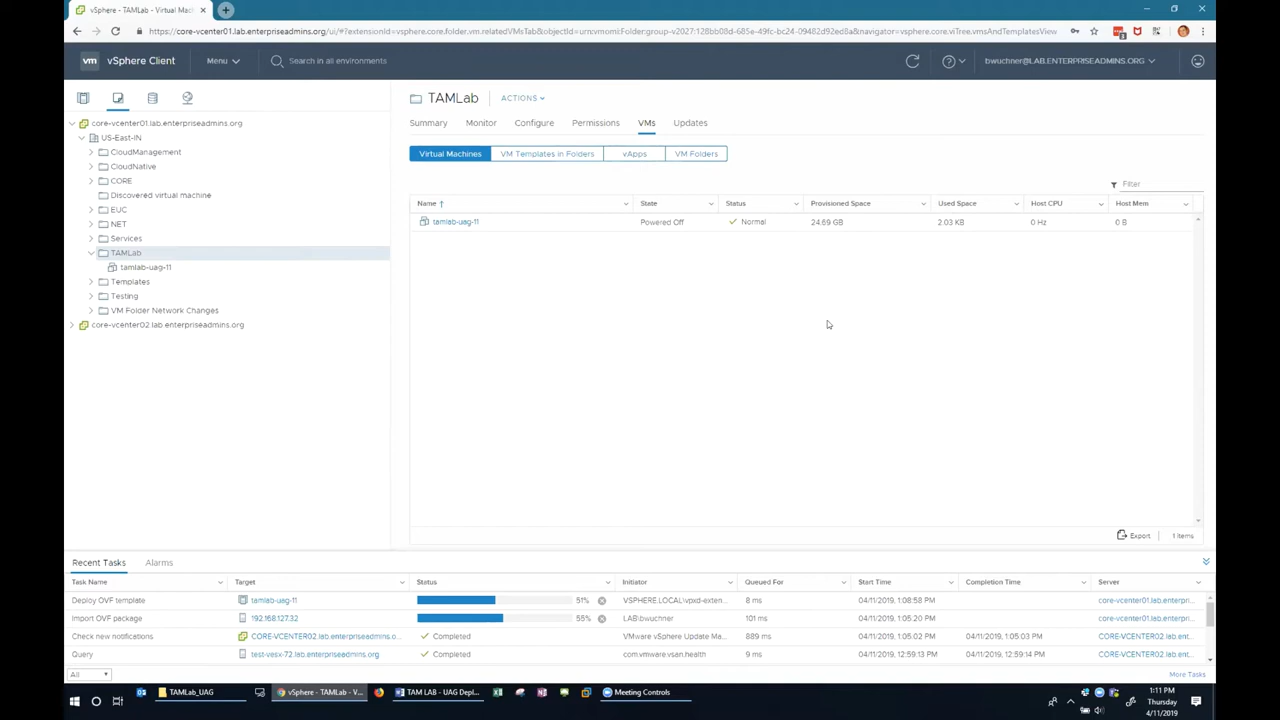 vSphere - TAMLab - Virtual Mach
https://core-vcenter01.lab.enterpriseadmins.org/ui/#?extensionId=vsphere.core.folder.vm.relatedVMsTab&objectId=urn:vmomi:Folder:group-v2027:128bb08d-685e-49fc-bc24-09482d92ed8a&navigator=vsphere.core.viTree.vmsAndTemplatesView
vm vSphere Client Menu Search in all environments bwuchner@LAB.ENTERPRISEADMINS.ORG
TAMLab ACTIONS
Summary Monitor Configure Permissions VMs Updates
core-vcenter01.lab.enterpriseadmins.org
US-East-IN
CloudManagement
CloudNative
CORE
Discovered virtual machine
EUC
NET
Services
TAMLab
tamlab-uag-11
Templates
Testing
VM Folder Network Changes
core-vcenter02.lab.enterpriseadmins.org
Virtual Machines VM Templates in Folders vApps VM Folders
Filter
Name State Status Provisioned Space Used Space Host CPU Host Mem
tamlab-uag-11 Powered Off Normal 24.69 GB 2.03 KB 0 Hz 0 B
Export 1 items
Recent Tasks Alarms
Task Name Target Status Initiator Queued For Start Time Completion Time Server
Deploy OVF template tamlab-uag-11 51% VSPHERE.LOCAL\vpxd-exten... 8 ms 04/11/2019, 1:08:58 PM core-vcenter01.lab.enterpri...
Import OVF package 192.168.127.32 55% LAB\bwuchner 101 ms 04/11/2019, 1:05:20 PM core-vcenter01.lab.enterpri...
Check new notifications CORE-VCENTER02.lab.enterpriseadmins.o... Completed VMware vSphere Update Ma... 889 ms 04/11/2019, 1:05:02 PM 04/11/2019, 1:05:03 PM CORE-VCENTER02.lab.ent...
Query test-vesx-72.lab.enterpriseadmins.org Completed com.vmware.vsan.health 9 ms 04/11/2019, 12:59:13 PM 04/11/2019, 12:59:14 PM CORE-VCENTER02.lab.ent...
All More Tasks
TAMLab_UAG vSphere - TAMLab - V... TAM LAB - UAG Depl... Meeting Controls
1:11 PM
Thursday
4/11/2019